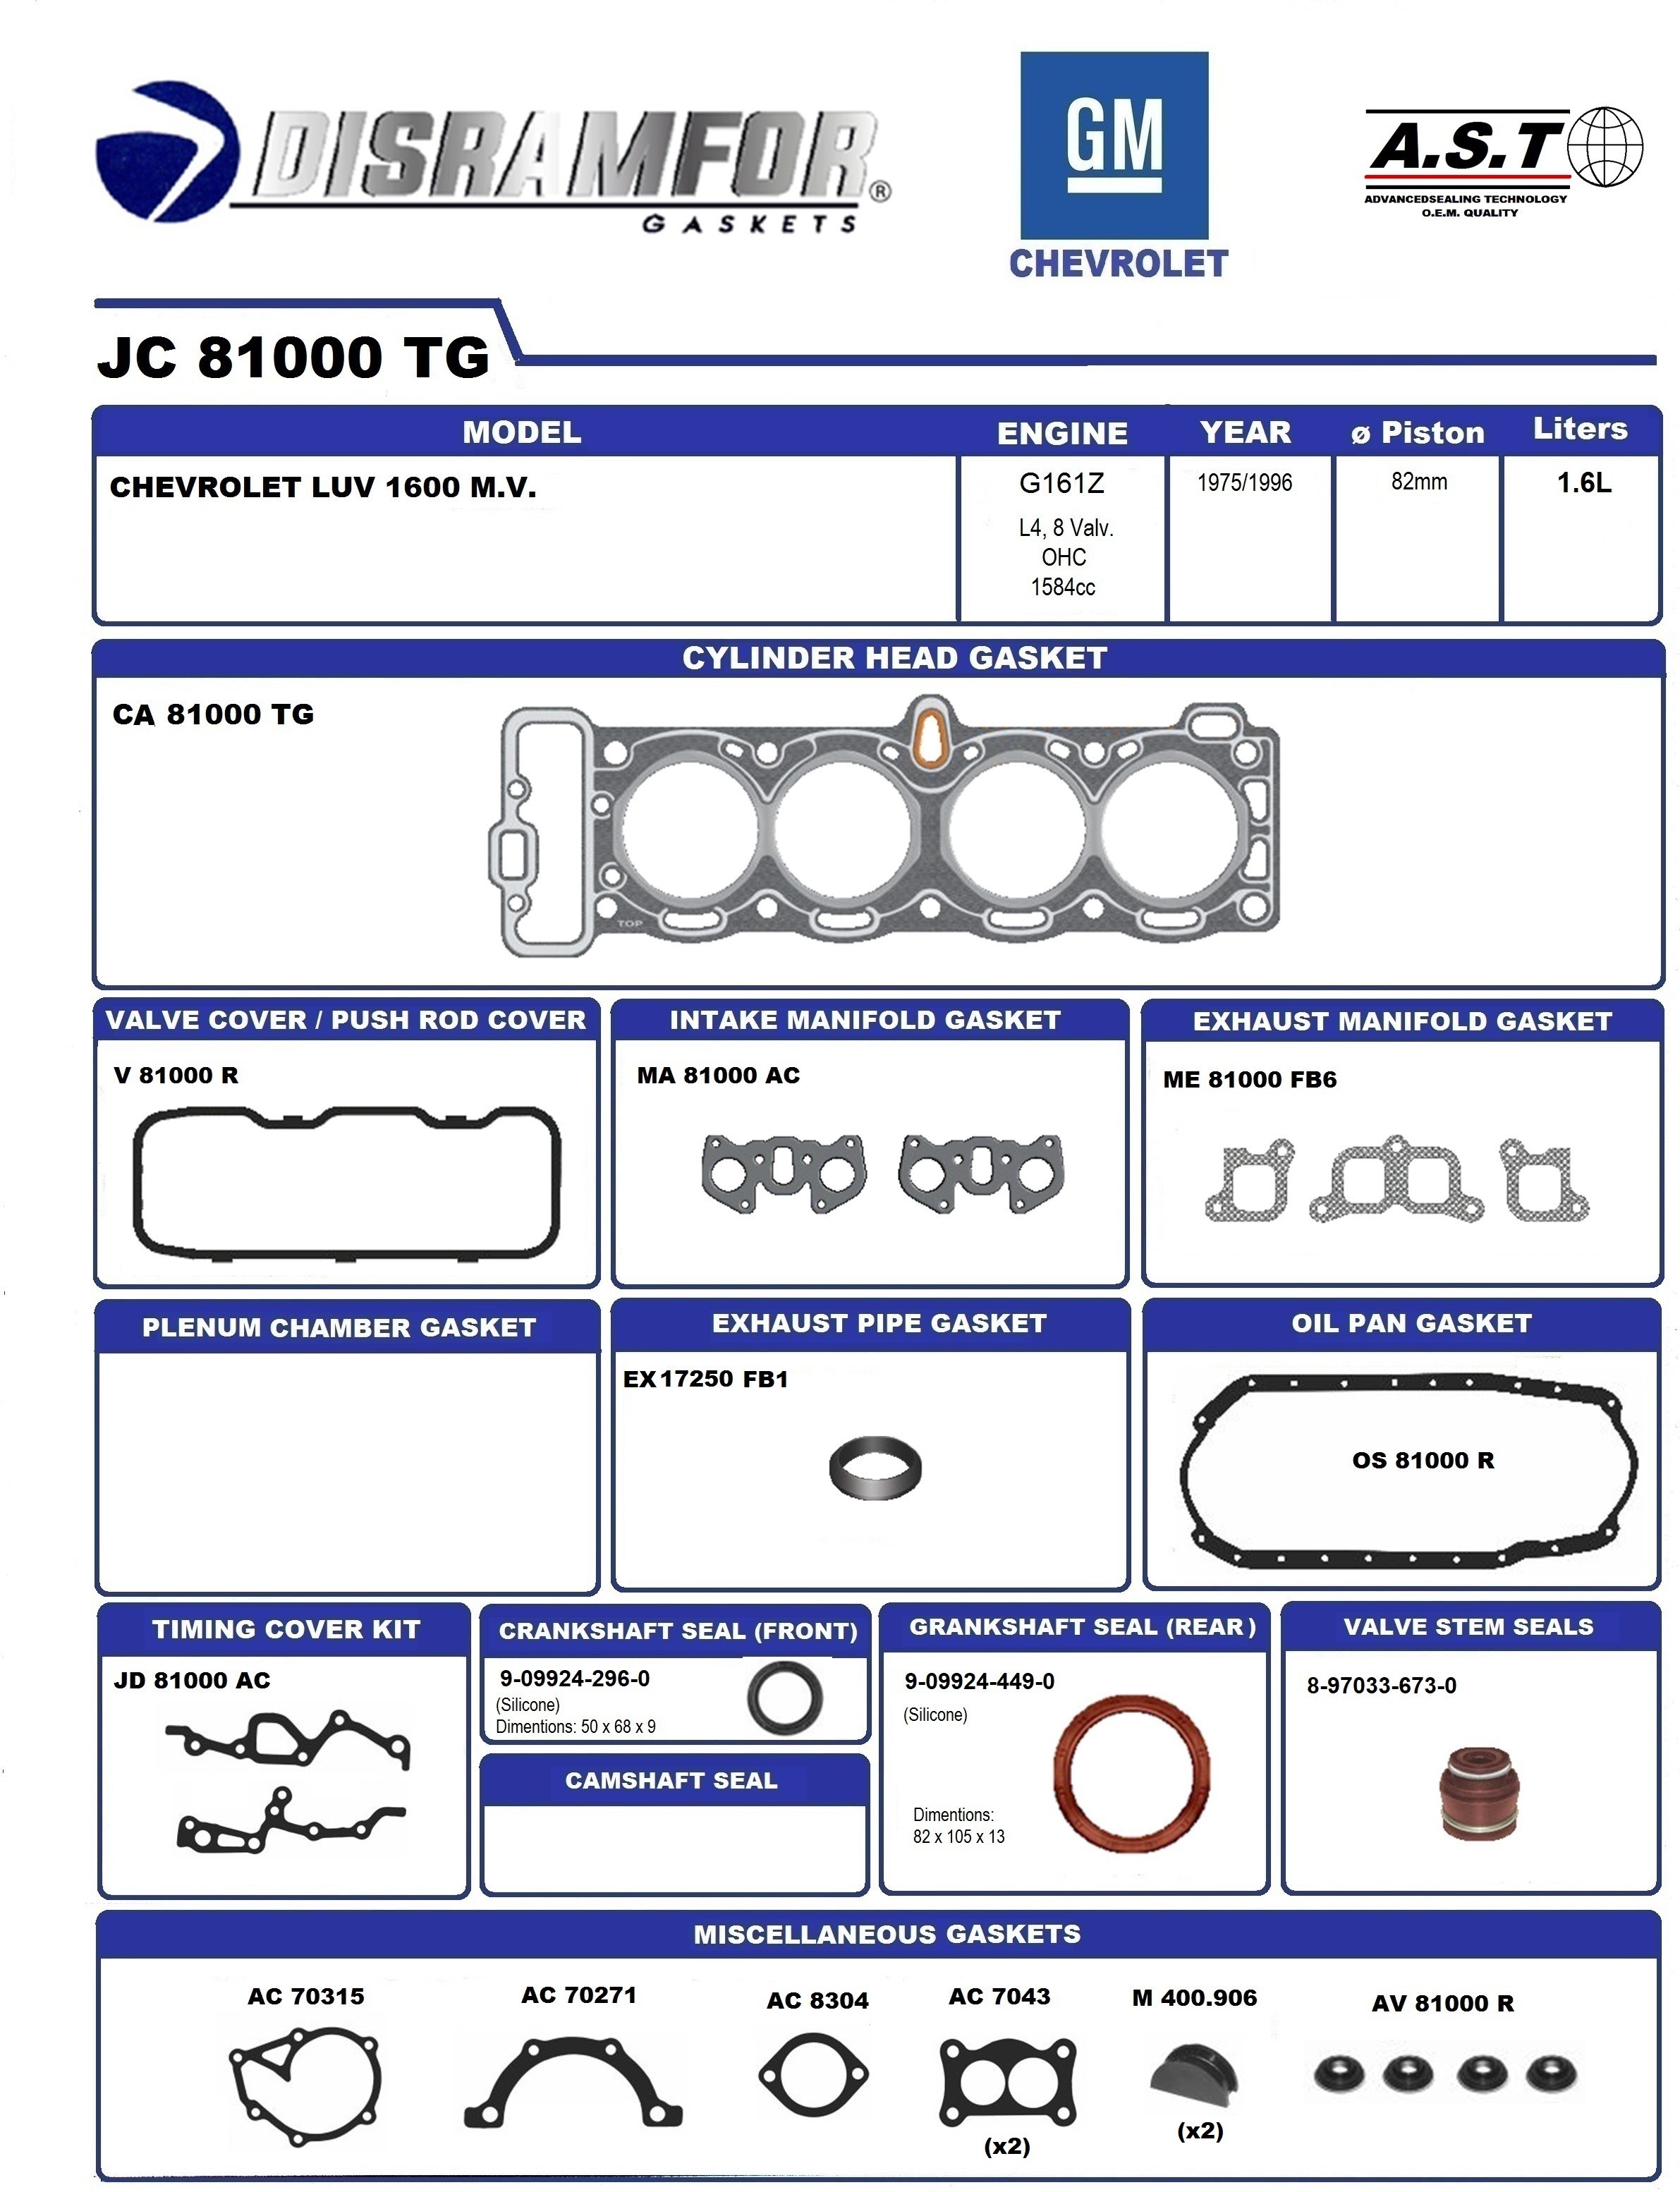 DISRAMFOR®
GASKETS
GM
CHEVROLET
A.S.T
ADVANCEDSEALING TECHNOLOGY
O.E.M. QUALITY
JC 81000 TG
MODEL ENGINE YEAR ø Piston Liters
CHEVROLET LUV 1600 M.V. G161Z 1975/1996 82mm 1.6L
L4, 8 Valv.
OHC
1584cc
CYLINDER HEAD GASKET
CA 81000 TG
TOP
VALVE COVER / PUSH ROD COVER
V 81000 R
INTAKE MANIFOLD GASKET
MA 81000 AC
EXHAUST MANIFOLD GASKET
ME 81000 FB6
PLENUM CHAMBER GASKET
EXHAUST PIPE GASKET
EX17250 FB1
OIL PAN GASKET
OS 81000 R
TIMING COVER KIT
JD 81000 AC
CRANKSHAFT SEAL (FRONT)
9-09924-296-0
(Silicone)
Dimentions: 50 x 68 x 9
CAMSHAFT SEAL
GRANKSHAFT SEAL (REAR)
9-09924-449-0
(Silicone)
Dimentions:
82 x 105 x 13
VALVE STEM SEALS
8-97033-673-0
MISCELLANEOUS GASKETS
AC 70315
AC 70271
AC 8304
AC 7043
(x2)
M 400.906
(x2)
AV 81000 R